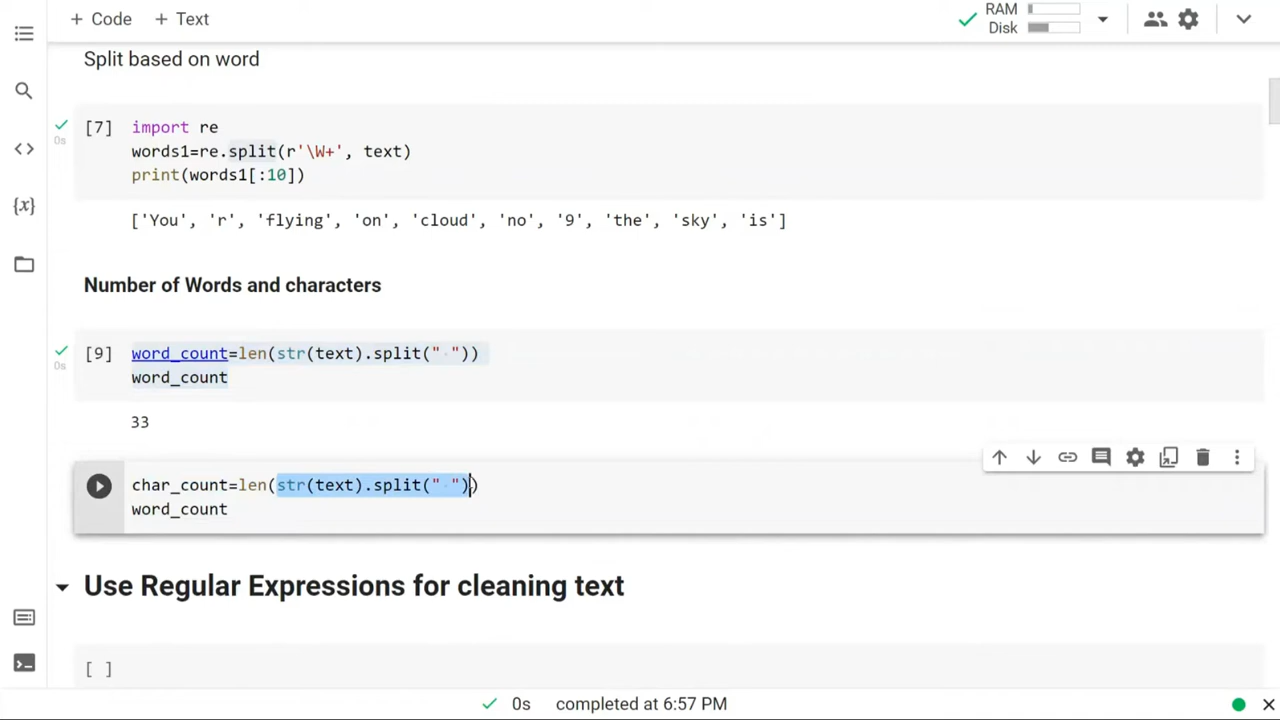 + Code + Text
RAM
Disk
Split based on word
[7] import re
words1=re.split(r'\W+', text)
print(words1[:10])
['You', 'r', 'flying', 'on', 'cloud', 'no', '9', 'the', 'sky', 'is']
0s
Number of Words and characters
[9] word_count=len(str(text).split(" "))
0s
word_count
33
char_count=len(str(text).split(" "))
word_count
Use Regular Expressions for cleaning text
[ ]
0s completed at 6:57 PM